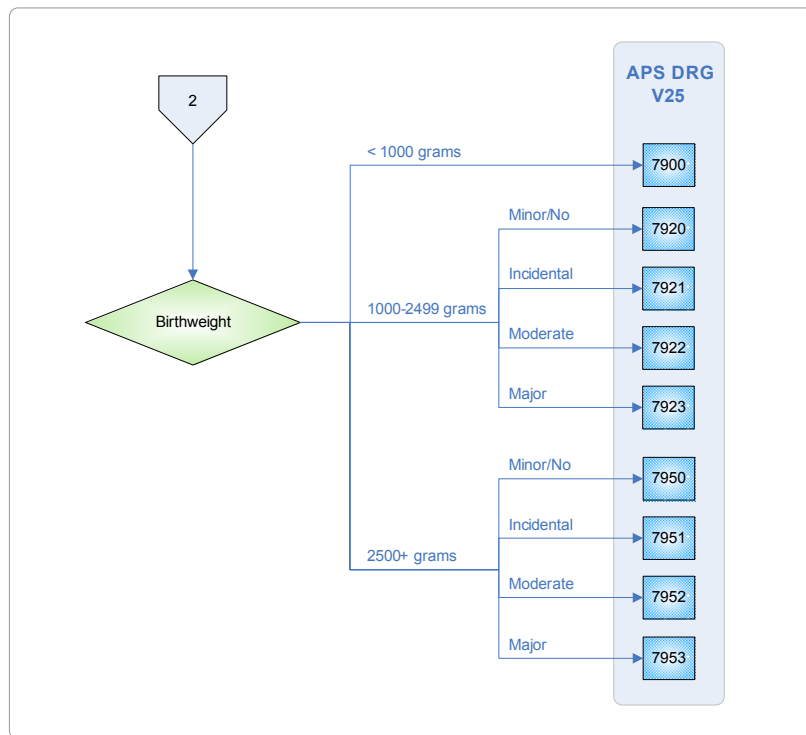 APS DRG
V25
2
< 1000 grams
7900
Minor/No
7920
Incidental
7921
Birthweight
1000-2499 grams
Moderate
7922
Major
7923
Minor/No
7950
Incidental
7951
2500+ grams
Moderate
7952
Major
7953